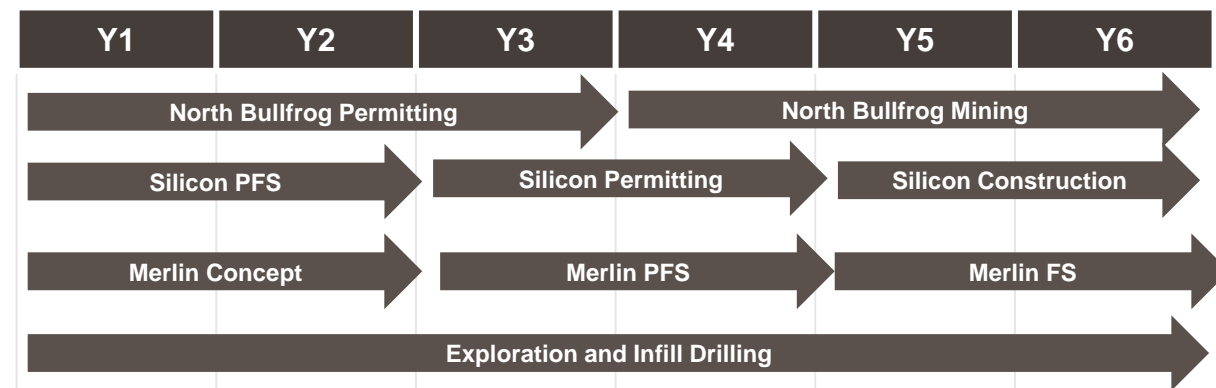 Y1 Y2 Y3 Y4 Y5 Y6
North Bullfrog Permitting North Bullfrog Mining
Silicon PFS Silicon Permitting Silicon Construction
Merlin Concept Merlin PFS Merlin FS
Exploration and Infill Drilling